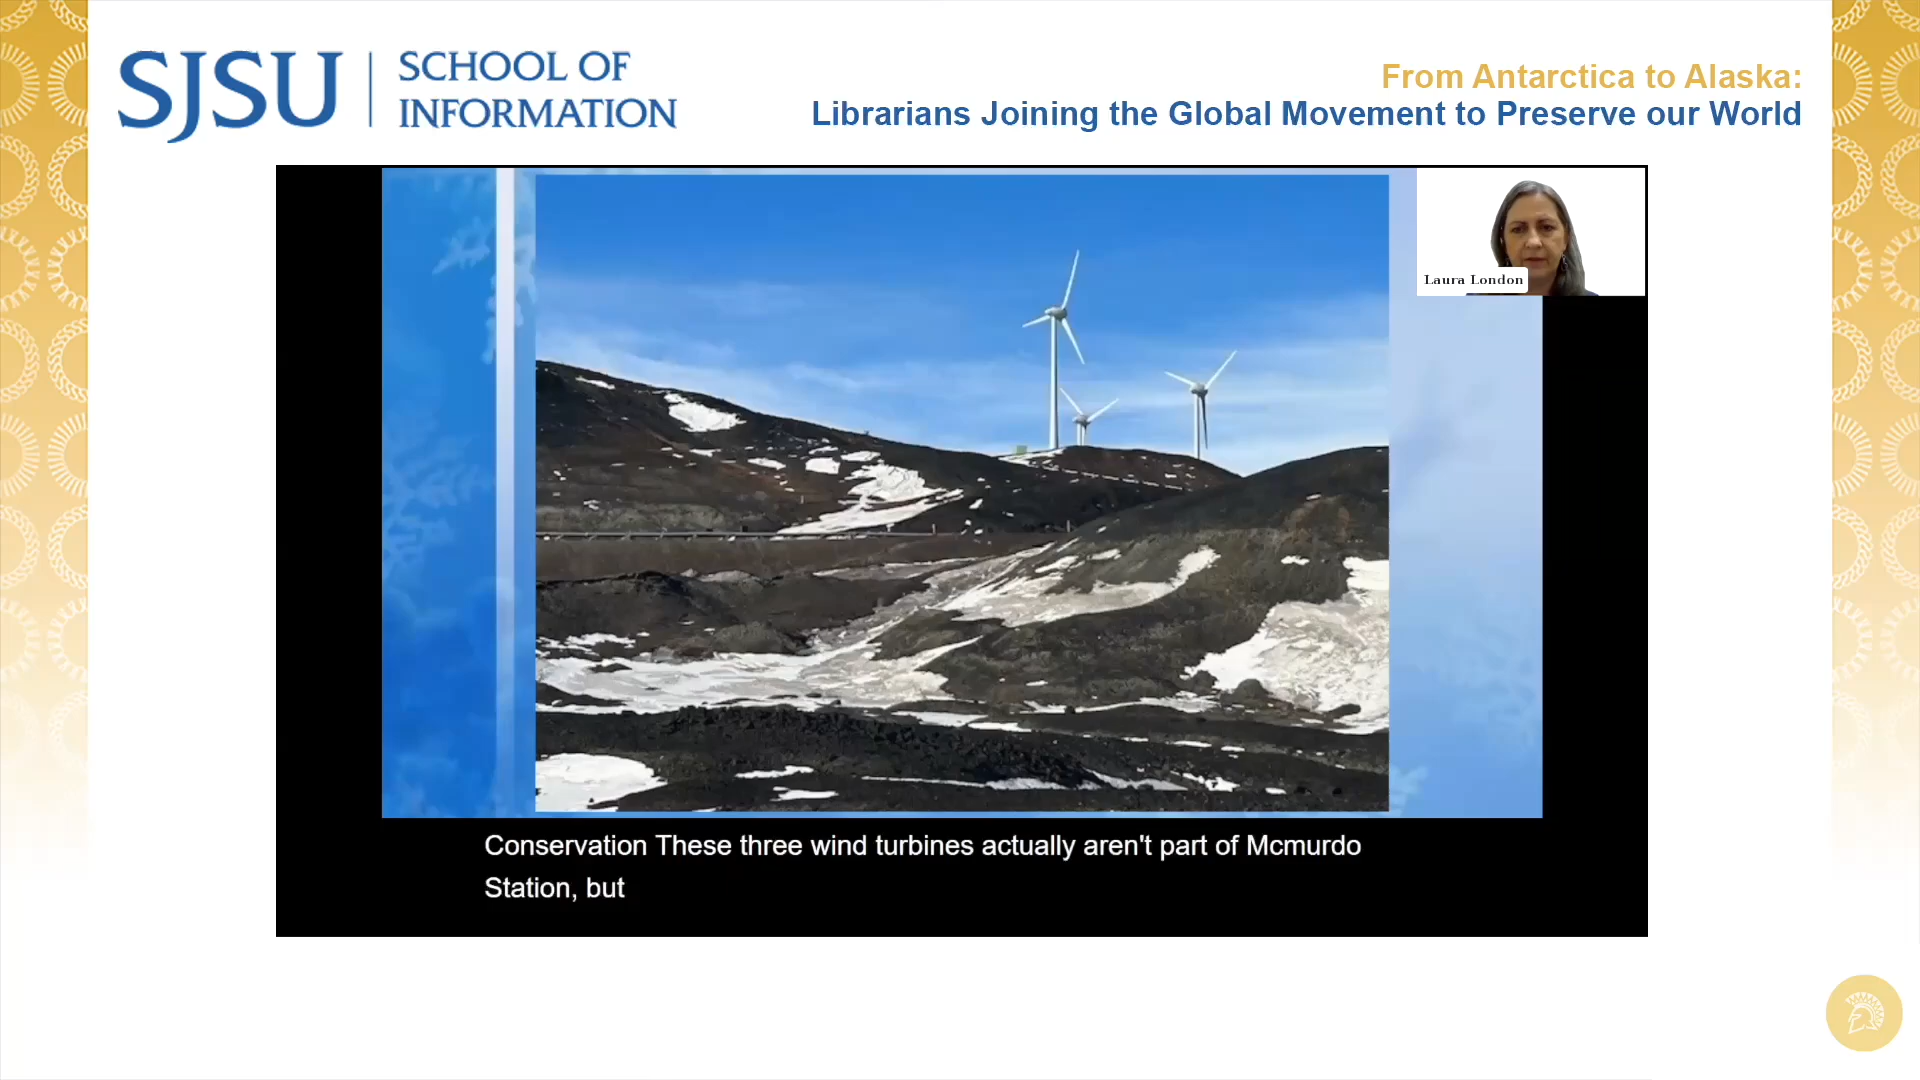 SJSU
SCHOOL OF
INFORMATION
From Antarctica to Alaska:
Librarians Joining the Global Movement to Preserve our World
Laura London
Conservation These three wind turbines actually aren't part of Mcmurdo
Station, but